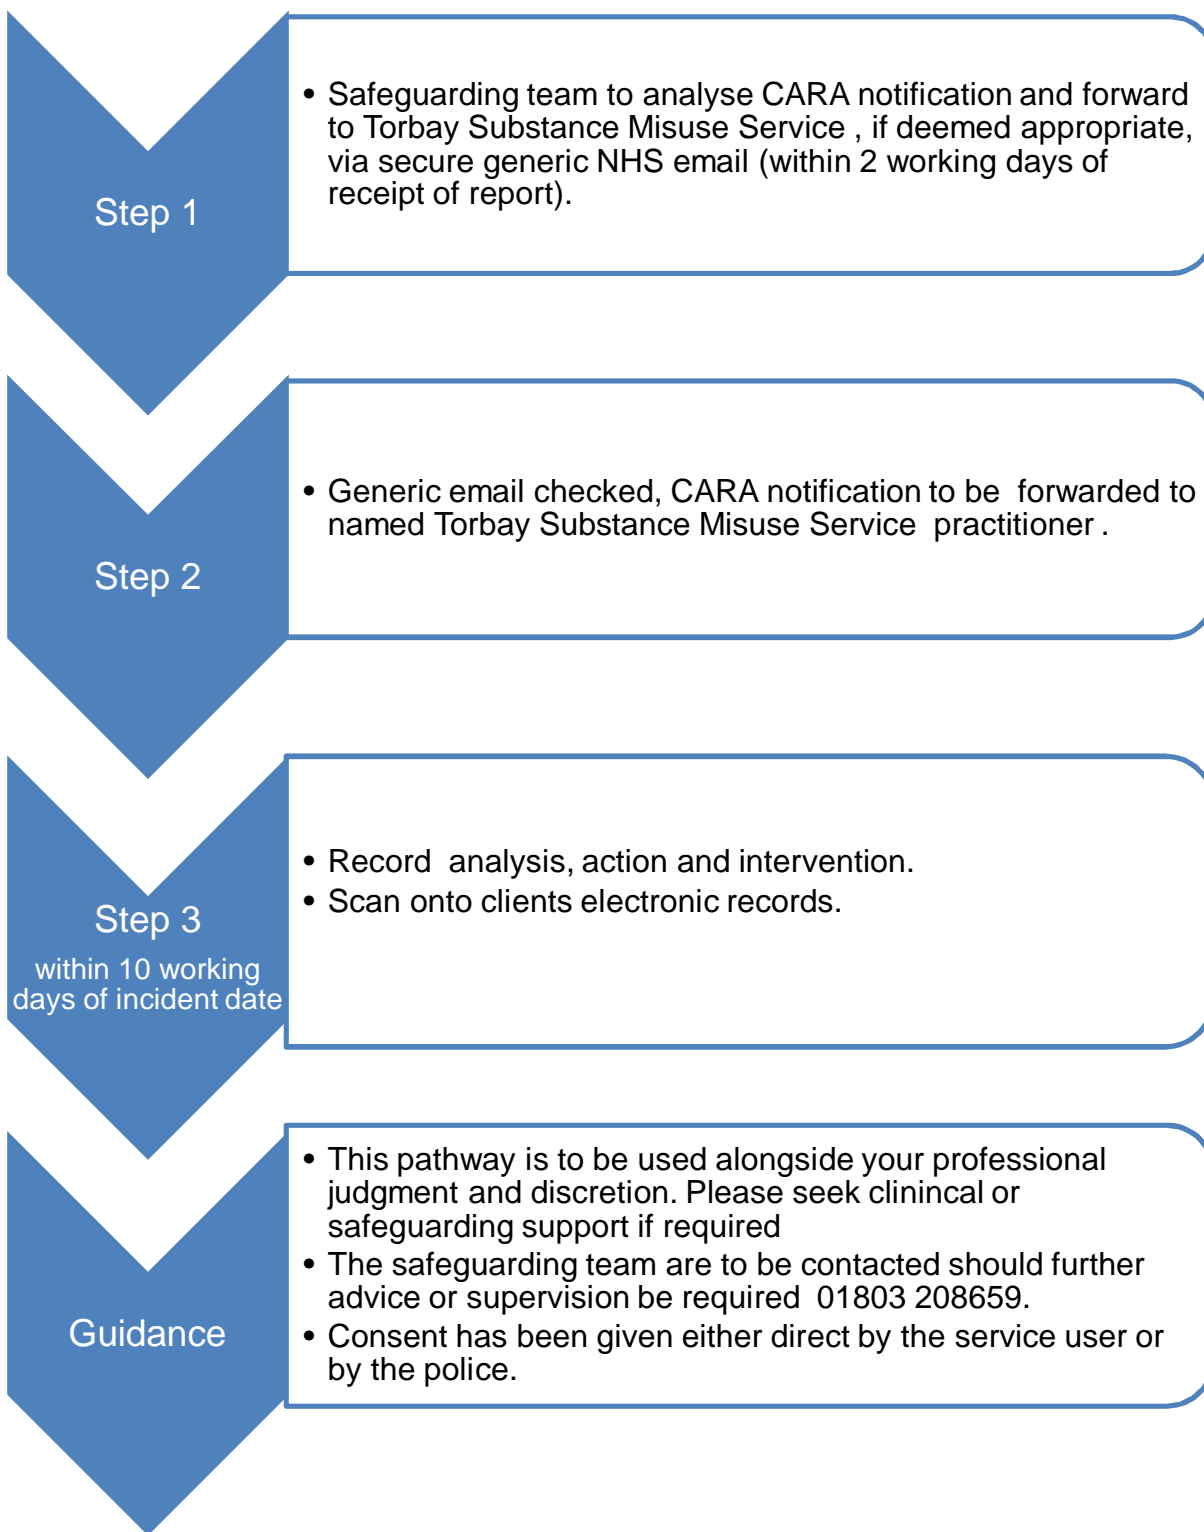 Step 1
• Safeguarding team to analyse CARA notification and forward
to Torbay Substance Misuse Service , if deemed appropriate,
via secure generic NHS email (within 2 working days of
receipt of report).
Step 2
• Generic email checked, CARA notification to be forwarded to
named Torbay Substance Misuse Service practitioner .
Step 3
within 10 working
days of incident date
• Record analysis, action and intervention.
• Scan onto clients electronic records.
Guidance
• This pathway is to be used alongside your professional
judgment and discretion. Please seek clinincal or
safeguarding support if required
• The safeguarding team are to be contacted should further
advice or supervision be required 01803 208659.
• Consent has been given either direct by the service user or
by the police.